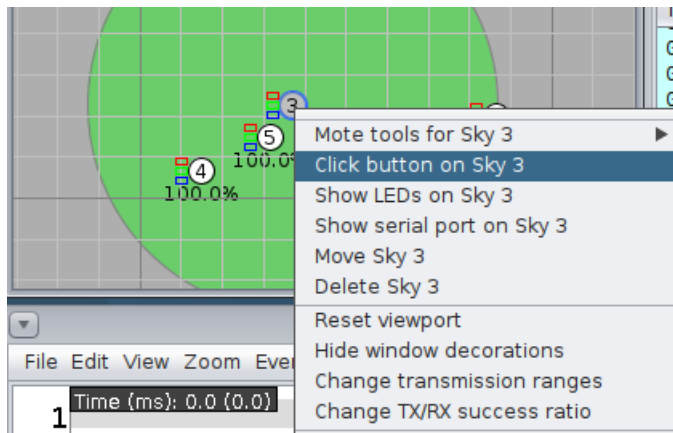 3
5
100.0%
4
100.0%
Mote tools for Sky 3
Click button on Sky 3
Show LEDs on Sky 3
Show serial port on Sky 3
Move Sky 3
Delete Sky 3
Reset viewport
Hide window decorations
Change transmission ranges
Change TX/RX success ratio
File Edit View Zoom Eve
Time (ms): 0.0 (0.0)
1